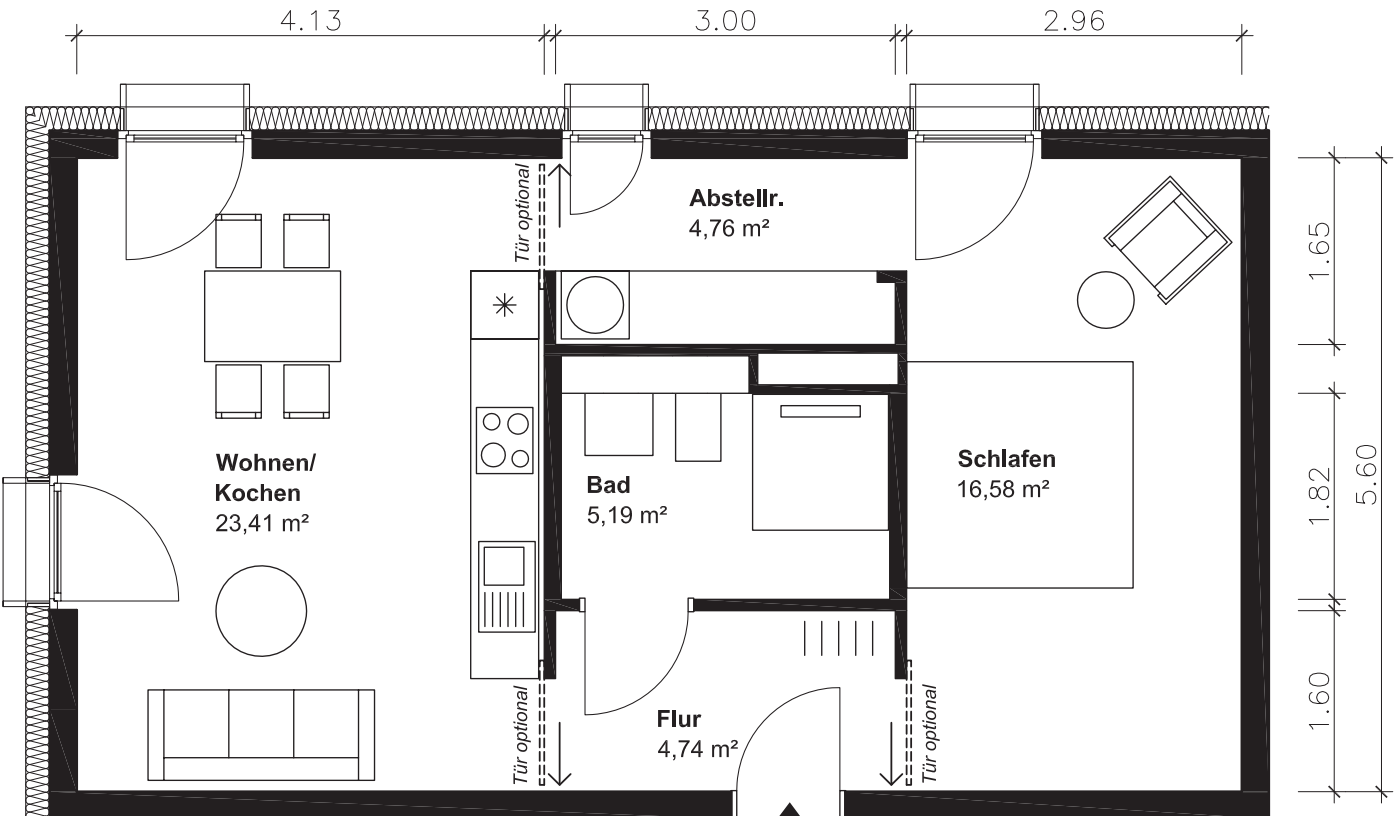 4.13
3.00
2.96
Tür optional
Abstellr.
4,76 m²
1.65
Wohnen/
Kochen
23,41 m²
Bad
5,19 m²
Schlafen
16,58 m²
1.82
5.60
Tür optional
Flur
4,74 m²
Tür optional
1.60